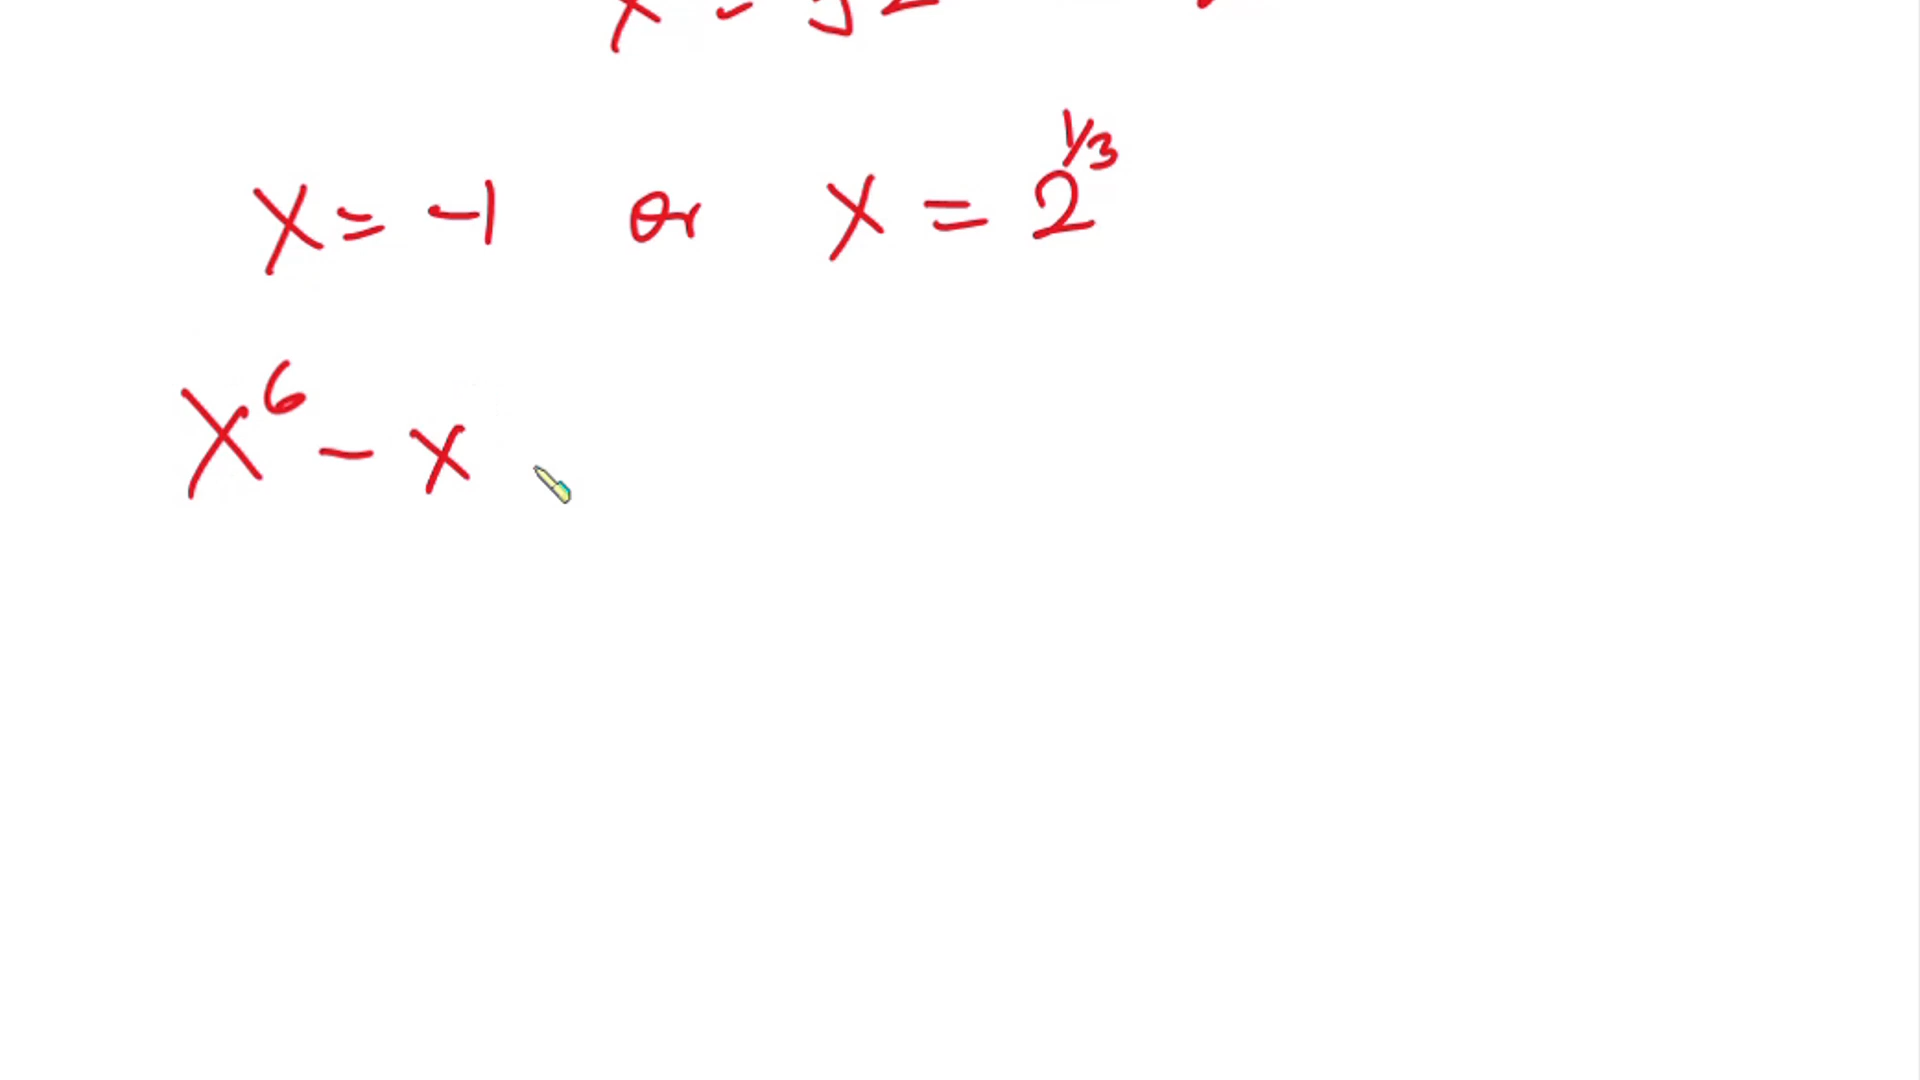 x = -1 or x = 2^{1/3}
x^6 - x